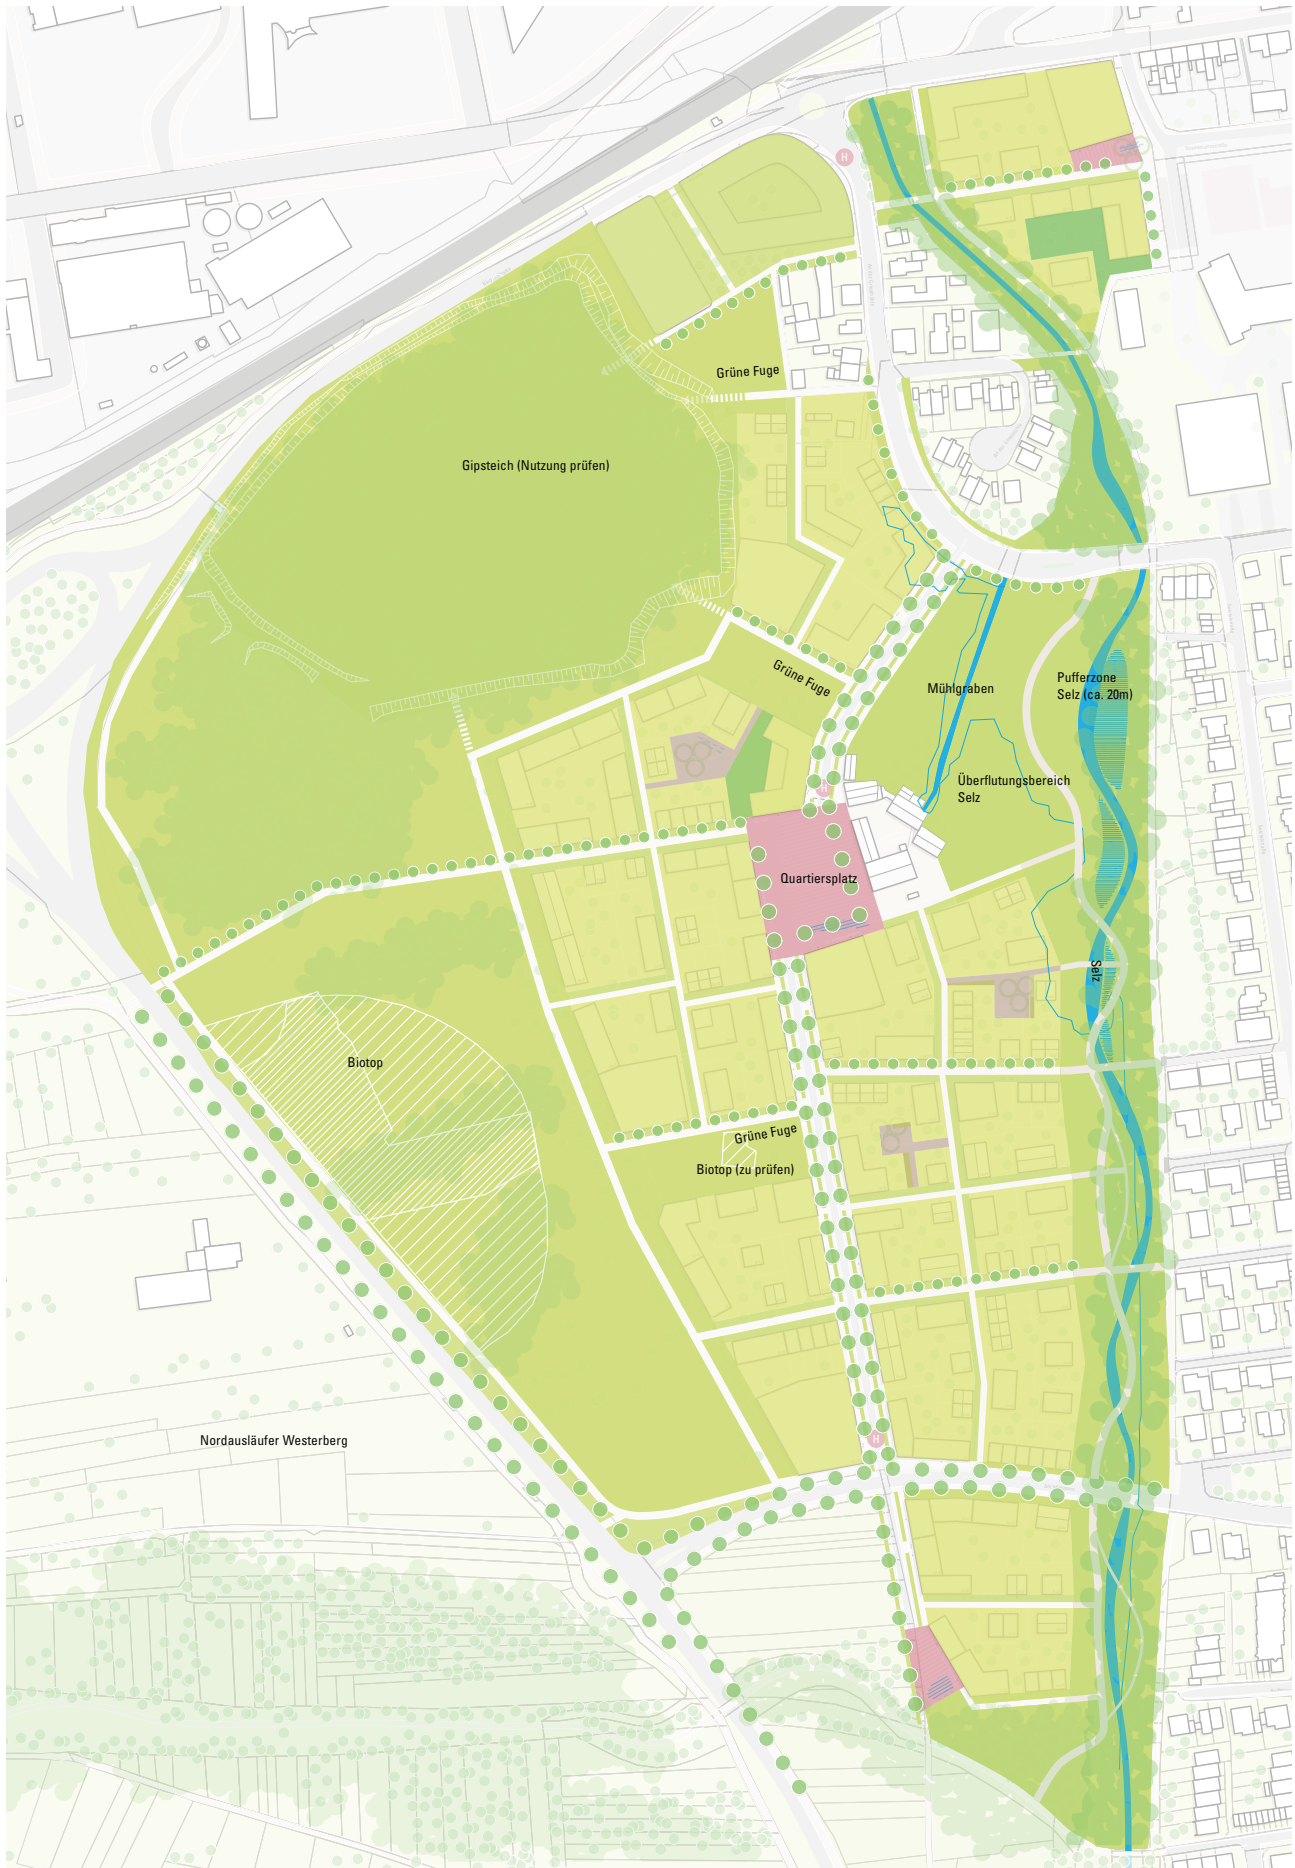 H
Grüne Fuge
Gipsteich (Nutzung prüfen)
Grüne Fuge
Mühlgraben
Pufferzone
Selz (ca. 20m)
Überflutungsbereich
Selz
H
Quartiersplatz
Selz
Biotop
Grüne Fuge
Biotop (zu prüfen)
Nordausläufer Westerberg
H